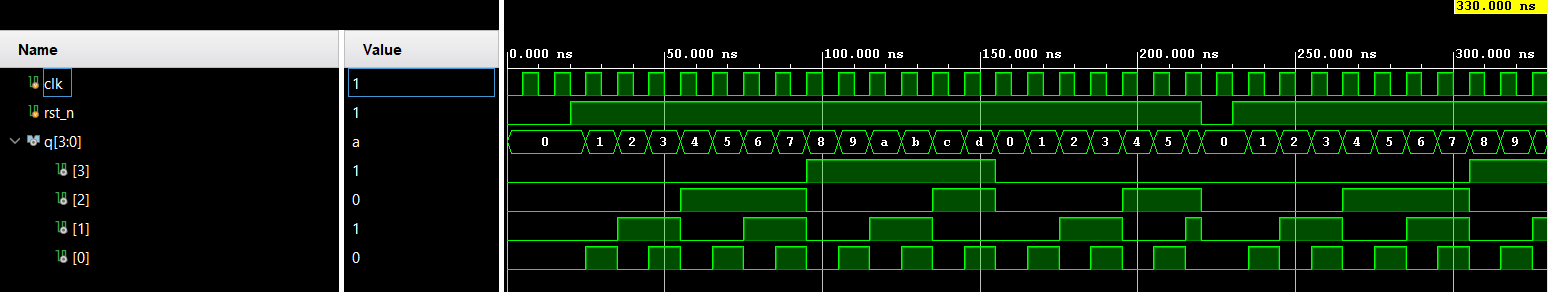 330.000 ns
Name Value
0.000 ns 50.000 ns 100.000 ns 150.000 ns 200.000 ns 250.000 ns 300.000 ns
clk 1
rst_n 1
q[3:0] a 0 1 2 3 4 5 6 7 8 9 a b c d 0 1 2 3 4 5 0 1 2 3 4 5 6 7 8 9
[3] 1
[2] 0
[1] 1
[0] 0